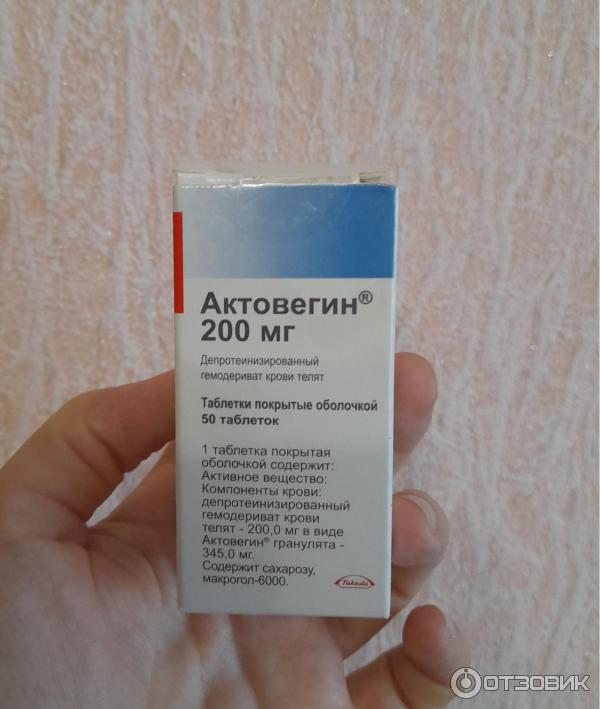 Актовегин®
200 мг
Депротеинизированный
гемодериват крови телят
Таблетки покрытые оболочкой
50 таблеток
1 таблетка покрытая
оболочкой содержит:
Активное вещество:
Компоненты крови:
депротеинизированный
гемодериват крови
телят - 200,0 мг в виде
Актовегин® гранулята -
345,0 мг.
Содержит сахарозу,
макрогол-6000.
Takeda
ОТЗОВИК